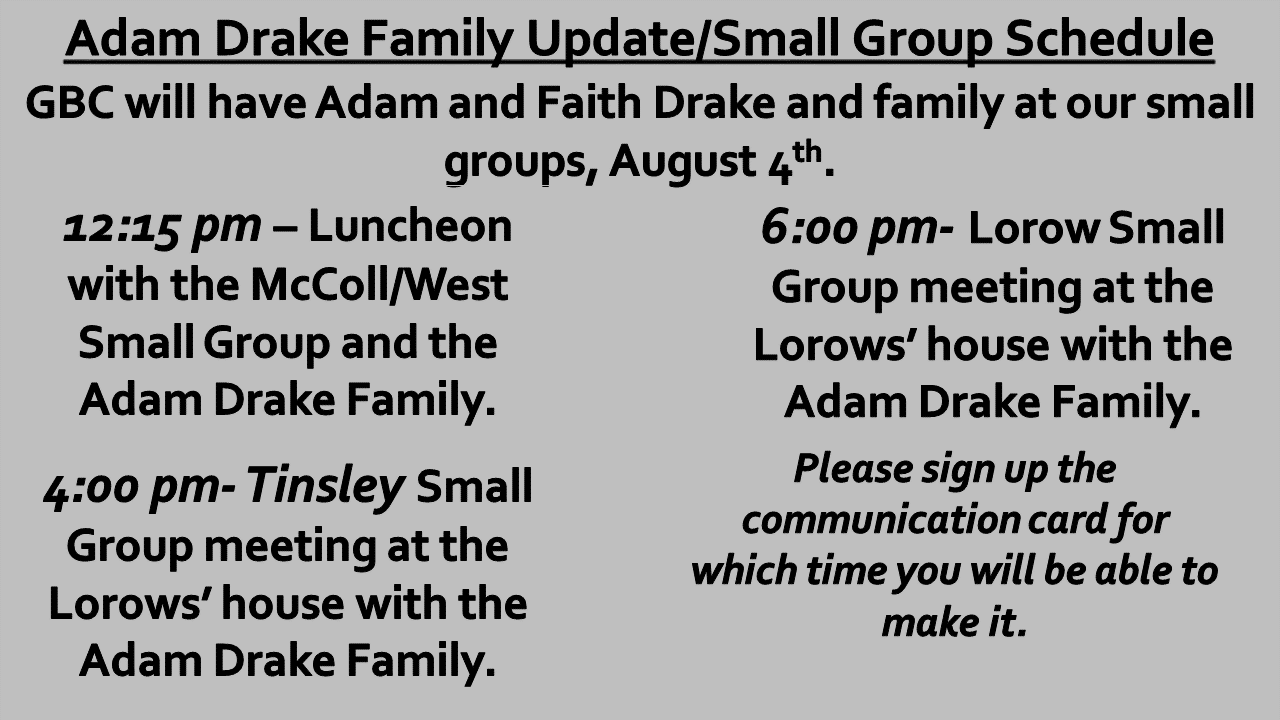 Adam Drake Family Update/Small Group Schedule
GBC will have Adam and Faith Drake and family at our small
groups, August 4th.
12:15 pm – Luncheon
with the McColl/West
Small Group and the
Adam Drake Family.
4:00 pm- Tinsley Small
Group meeting at the
Lorows’ house with the
Adam Drake Family.
6:00 pm- Lorow Small
Group meeting at the
Lorows’ house with the
Adam Drake Family.
Please sign up the
communication card for
which time you will be able to
make it.